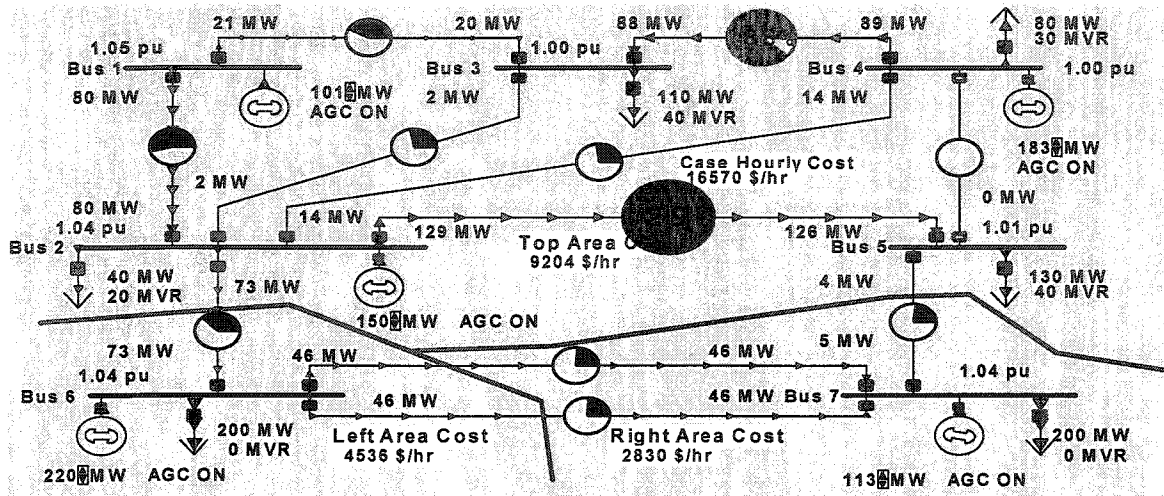 21 MW
20 MW
88 MW
89 MW
80 MW
30 MVR
1.05 pu
1.00 pu
Bus 1
Bus 3
Bus 4
1.00 pu
80 MW
101 MW
AGC ON
2 MW
110 MW
40 MVR
14 MW
183 MW
AGC ON
Case Hourly Cost
16570 $/hr
2 MW
0 MW
80 MW
1.04 pu
14 MW
129 MW
126 MW
1.01 pu
Bus 2
Top Area
9204 $/hr
Bus 5
40 MW
20 MVR
73 MW
4 MW
130 MW
40 MVR
150 MW AGC ON
73 MW
46 MW
46 MW
5 MW
1.04 pu
1.04 pu
Bus 6
46 MW
46 MW
Bus 7
200 MW
0 MVR
Left Area Cost
4536 $/hr
Right Area Cost
2830 $/hr
200 MW
0 MVR
220 MW AGC ON
113 MW AGC ON